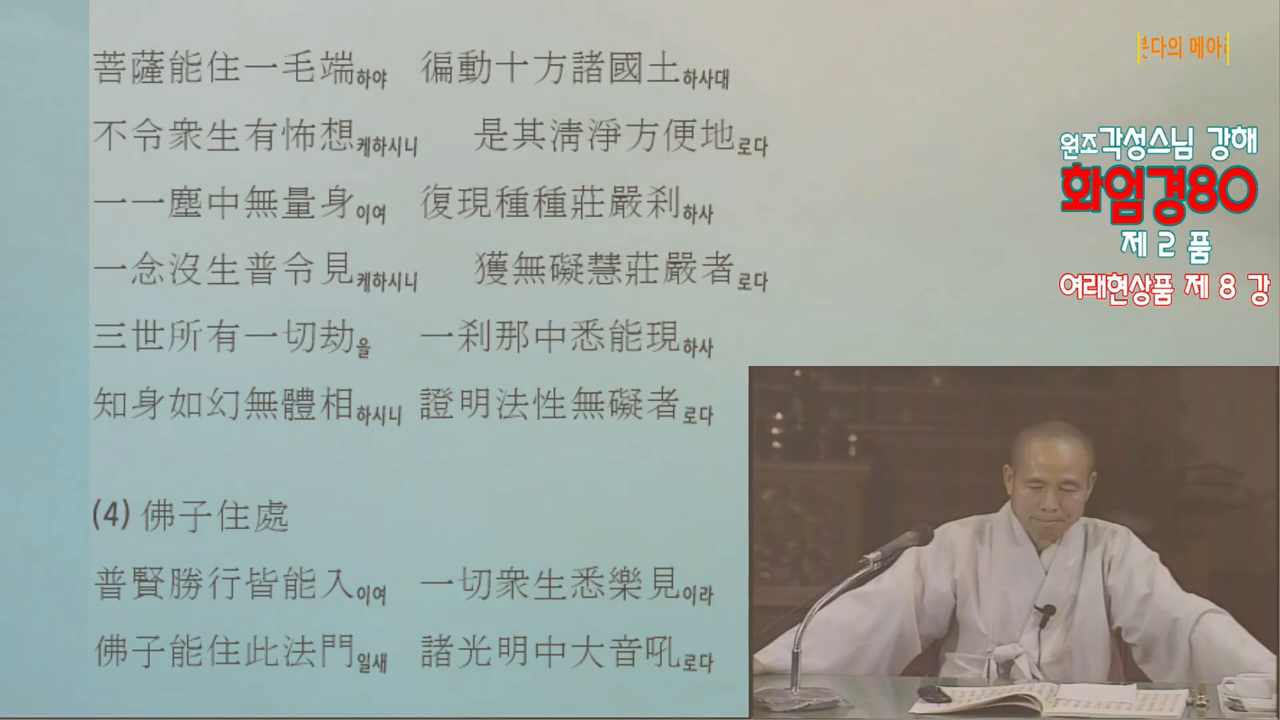 菩薩能住一毛端하야 徧動十方諸國土하사대
不令衆生有怖想케하시니 是其淸淨方便地로다
一一塵中無量身이여 復現種種莊嚴刹하사
一念沒生普令見케하시니 獲無礙慧莊嚴者로다
三世所有一切劫을 一刹那中悉能現하사
知身如幻無體相하시니 證明法性無礙者로다
(4) 佛子住處
普賢勝行皆能入이여 一切衆生悉樂見이라
佛子能住此法門일새 諸光明中大音吼로다
다의 메아
원조각성스님 강해
화엄경80
제 2 품
여래현상품 제 8 강